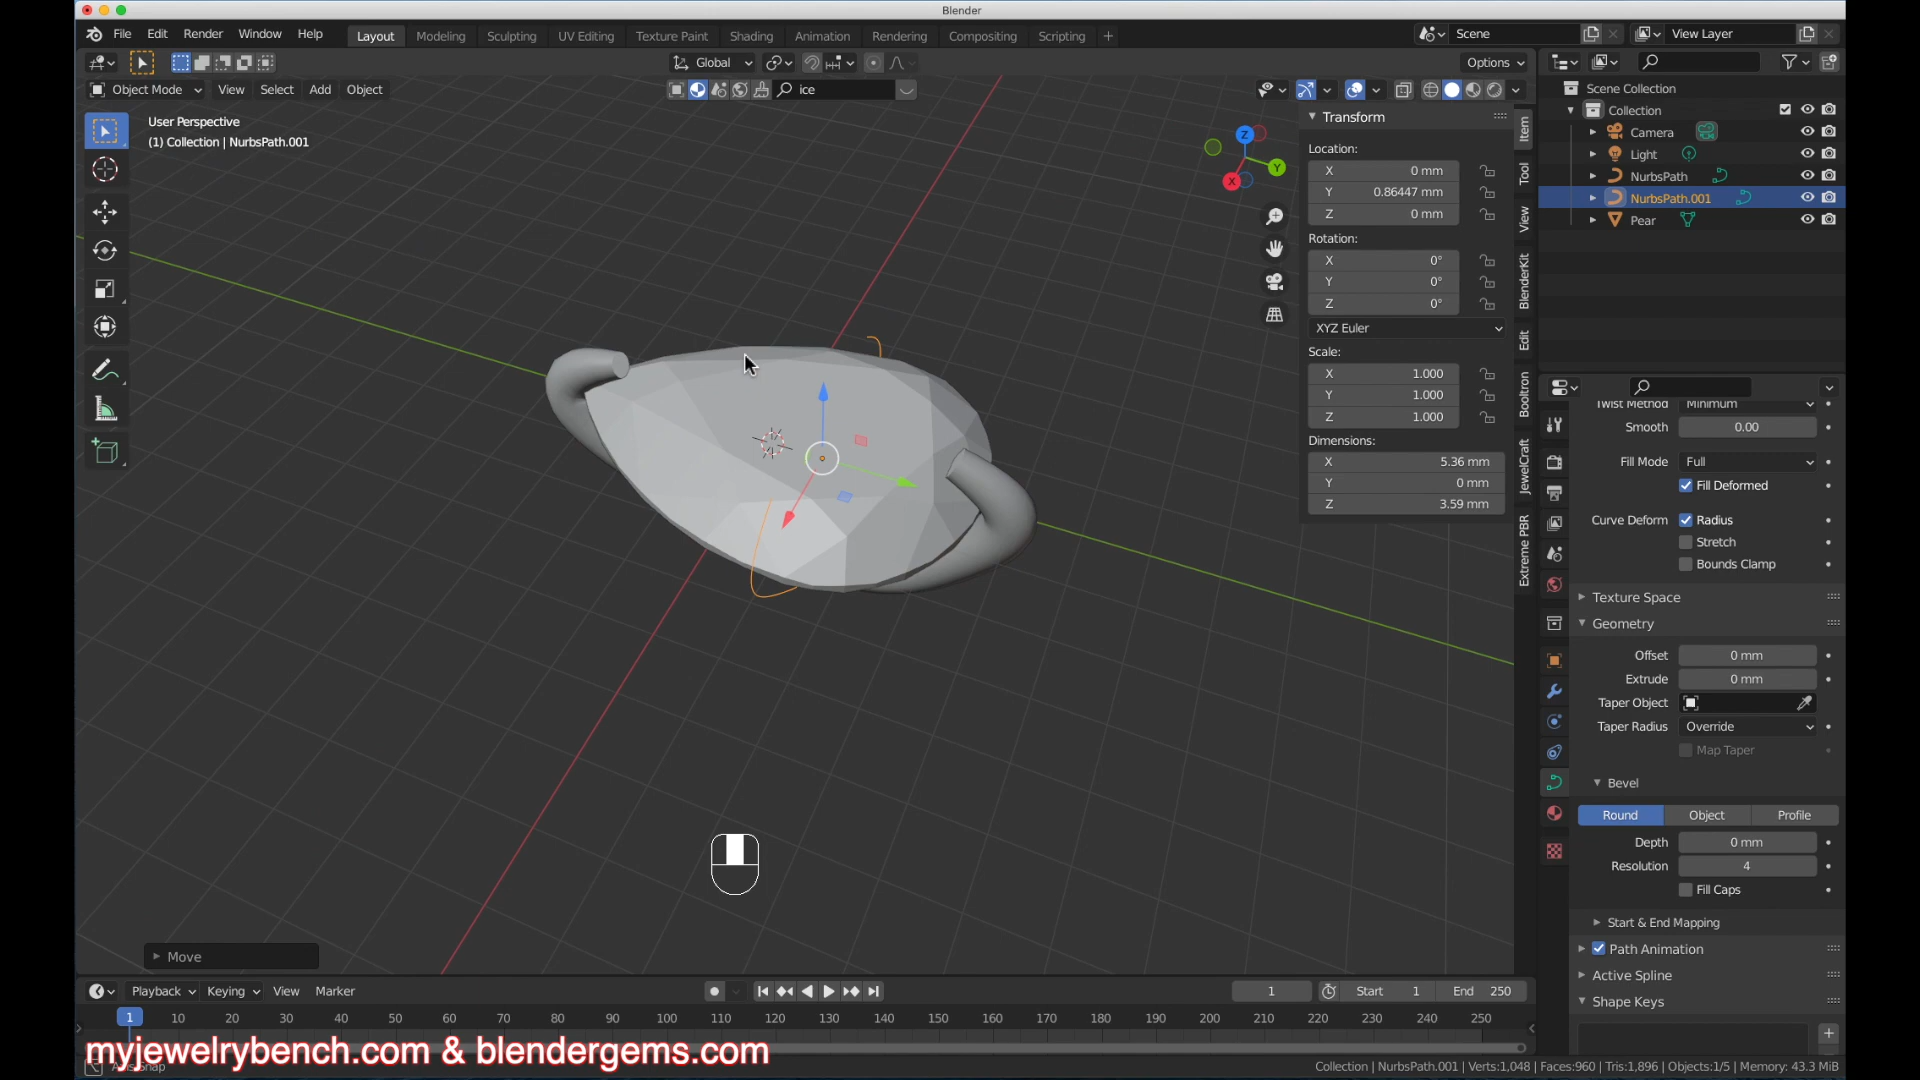 Blender
File Edit Render Window Help Layout Modeling Sculpting UV Editing Texture Paint Shading Animation Rendering Compositing Scripting + Scene View Layer
Global Options
Object Mode View Select Add Object ice
User Perspective
(1) Collection | NurbsPath.001
Z
Y
X
Transform
Location:
X 0 mm
Y 0.86447 mm
Z 0 mm
Rotation:
X 0°
Y 0°
Z 0°
XYZ Euler
Scale:
X 1.000
Y 1.000
Z 1.000
Dimensions:
X 5.36 mm
Y 0 mm
Z 3.59 mm
Item
Tool
View
BlenderKit
Edit
Booltron
JewelCraft
Extreme PBR
Scene Collection
Collection
Camera
Light
NurbsPath
NurbsPath.001
Pear
Twist Method Minimum
Smooth 0.00
Fill Mode Full
Fill Deformed
Curve Deform Radius
Stretch
Bounds Clamp
Texture Space
Geometry
Offset 0 mm
Extrude 0 mm
Taper Object
Taper Radius Override
Map Taper
Bevel
Round Object Profile
Depth 0 mm
Resolution 4
Fill Caps
Start & End Mapping
Path Animation
Active Spline
Shape Keys
Move
Playback Keying View Marker 1 Start 1 End 250
1 10 20 30 40 50 60 70 80 90 100 110 120 130 140 150 160 170 180 190 200 210 220 230 240 250
myjewelrybench.com & blendergems.com
Snap
Collection | NurbsPath.001 | Verts:1,048 | Faces:960 | Tris:1,896 | Objects:1/5 | Memory: 43.3 MiB